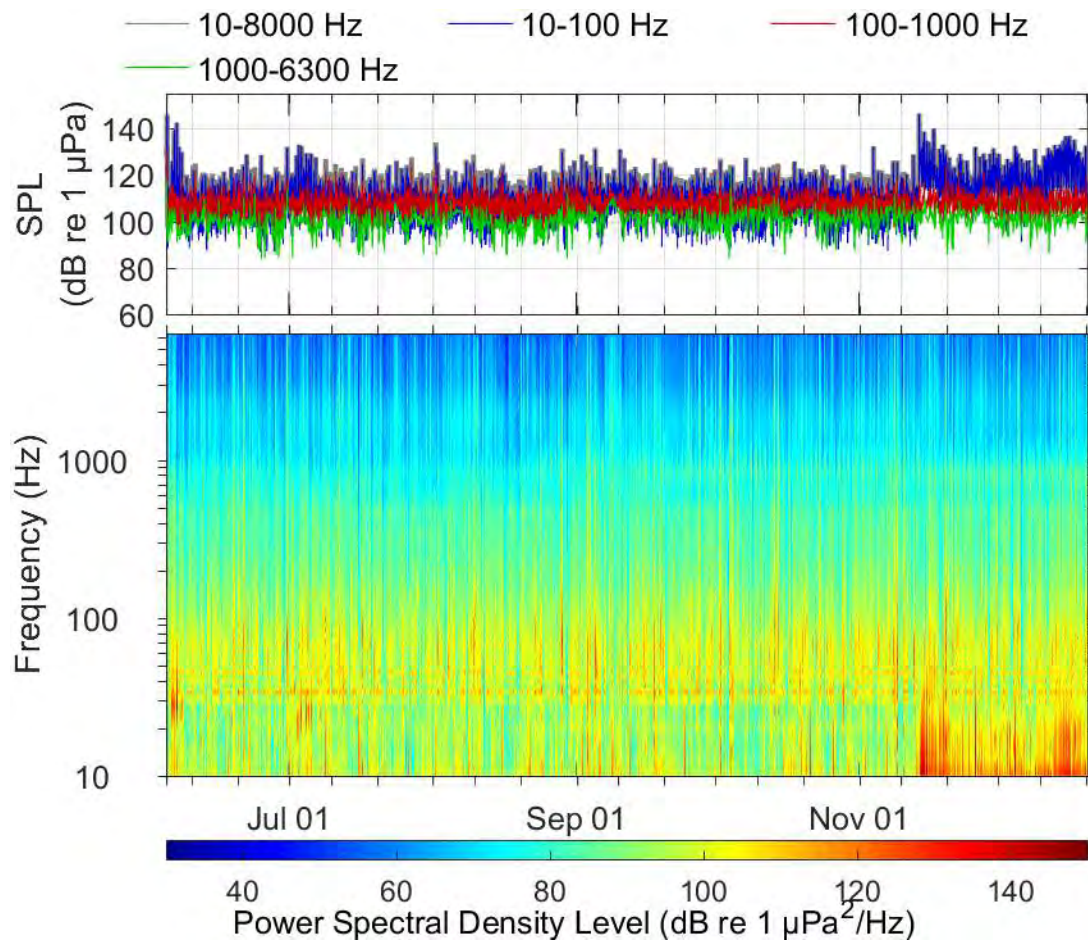 10-8000 Hz 10-100 Hz 100-1000 Hz
1000-6300 Hz
SPL
(dB re 1 µPa)
140
120
100
80
60
Frequency (Hz)
1000
100
10
Jul 01 Sep 01 Nov 01
40 60 80 100 120 140
Power Spectral Density Level (dB re 1 µPa²/Hz)